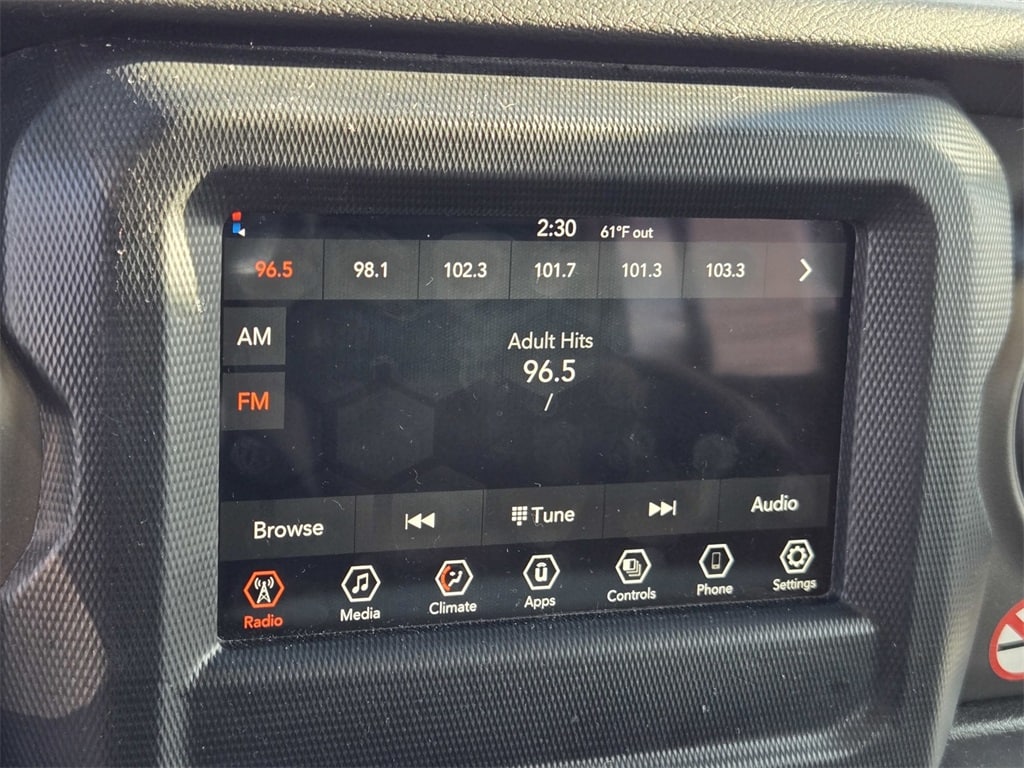 2:30 61°F out
96.5 98.1 102.3 101.7 101.3 103.3
AM
Adult Hits
96.5
/
FM
Browse Tune Audio
Radio Media Climate Apps Controls Phone Settings